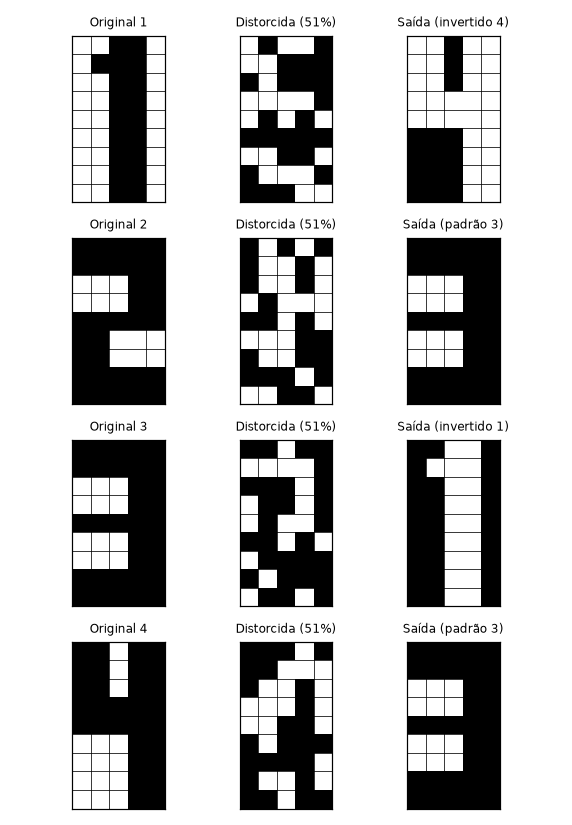 Original 1 Distorcida (51%) Saída (invertido 4)
Original 2 Distorcida (51%) Saída (padrão 3)
Original 3 Distorcida (51%) Saída (invertido 1)
Original 4 Distorcida (51%) Saída (padrão 3)